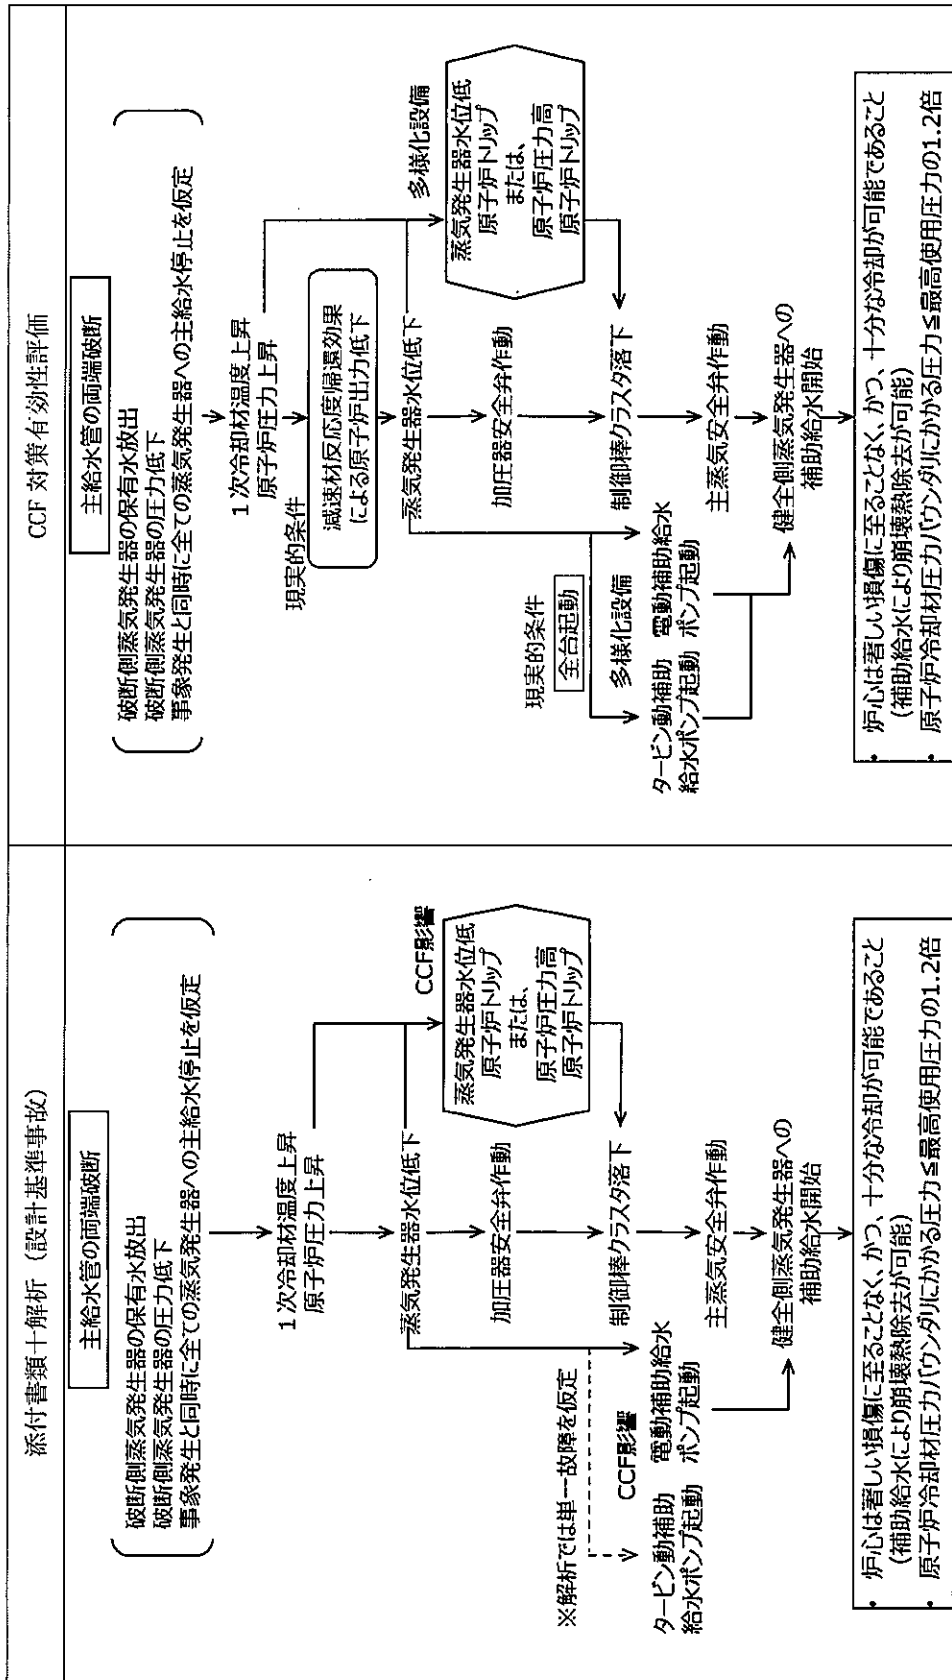 添付書類十解析（設計基準事故）
主給水管の両端破断
破断側蒸気発生器の保有水放出
破断側蒸気発生器の圧力低下
事象発生と同時に全ての蒸気発生器への主給水停止を仮定
1次冷却材温度上昇
原子炉圧力上昇
蒸気発生器水位低下
CCF影響
蒸気発生器水位低
原子炉トリップ
または、
原子炉圧力高
原子炉トリップ
加圧器安全弁作動
制御棒クラスタ落下
※解析では単一故障を仮定
CCF影響
タービン動補助
給水ポンプ起動
電動補助給水
ポンプ起動
主蒸気安全弁作動
健全側蒸気発生器への
補助給水開始
・ 炉心は著しい損傷に至ることなく、かつ、十分な冷却が可能であること
(補助給水により崩壊熱除去が可能)
・ 原子炉冷却材圧力バウンダリにかかる圧力≦最高使用圧力の1.2倍
CCF 対策有効性評価
主給水管の両端破断
破断側蒸気発生器の保有水放出
破断側蒸気発生器の圧力低下
事象発生と同時に全ての蒸気発生器への主給水停止を仮定
1次冷却材温度上昇
原子炉圧力上昇
現実的条件
減速材反応度帰還効果
による原子炉出力低下
蒸気発生器水位低下
多様化設備
蒸気発生器水位低
原子炉トリップ
または、
原子炉圧力高
原子炉トリップ
加圧器安全弁作動
制御棒クラスタ落下
現実的条件
全台起動
多様化設備
タービン動補助
給水ポンプ起動
電動補助給水
ポンプ起動
主蒸気安全弁作動
健全側蒸気発生器への
補助給水開始
・ 炉心は著しい損傷に至ることなく、かつ、十分な冷却が可能であること
(補助給水により崩壊熱除去が可能)
・ 原子炉冷却材圧力バウンダリにかかる圧力≦最高使用圧力の1.2倍